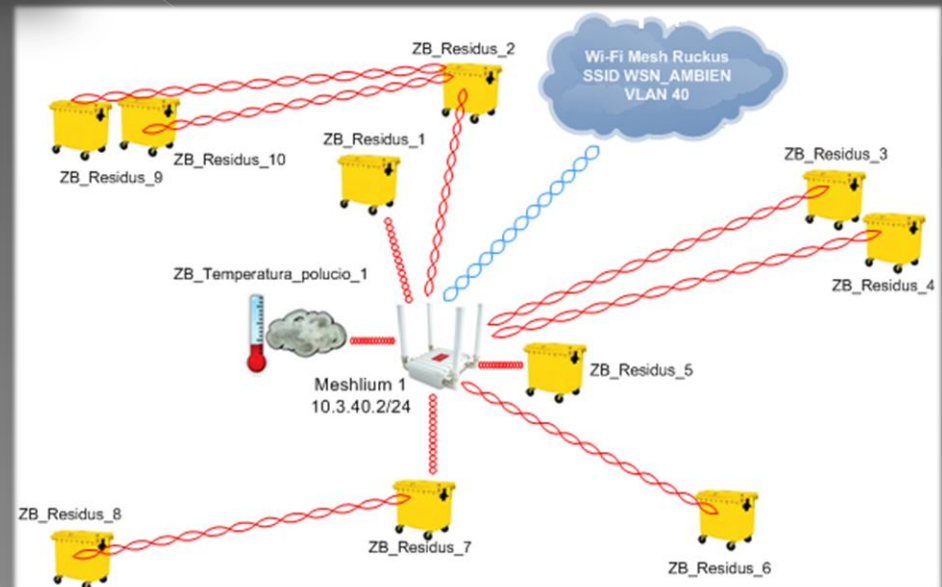 ZB_Residus_2
Wi-Fi Mesh Ruckus
SSID WSN_AMBIEN
VLAN 40
ZB_Residus_1
ZB_Residus_10
ZB_Residus_9
ZB_Residus_3
ZB_Residus_4
ZB_Temperatura_polucio_1
Meshlium 1
10.3.40.2/24
ZB_Residus_5
ZB_Residus_8
ZB_Residus_7
ZB_Residus_6